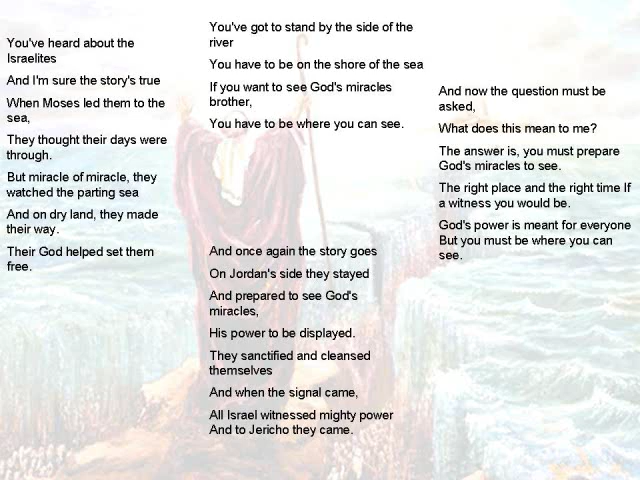 You've heard about the
Israelites
And I'm sure the story's true
When Moses led them to the
sea,
They thought their days were
through.
But miracle of miracle, they
watched the parting sea
And on dry land, they made
their way.
Their God helped set them
free.
You've got to stand by the side of the
river
You have to be on the shore of the sea
If you want to see God's miracles
brother,
You have to be where you can see.
And once again the story goes
On Jordan's side they stayed
And prepared to see God's
miracles,
His power to be displayed.
They sanctified and cleansed
themselves
And when the signal came,
All Israel witnessed mighty power
And to Jericho they came.
And now the question must be
asked,
What does this mean to me?
The answer is, you must prepare
God's miracles to see.
The right place and the right time If
a witness you would be.
God's power is meant for everyone
But you must be where you can
see.